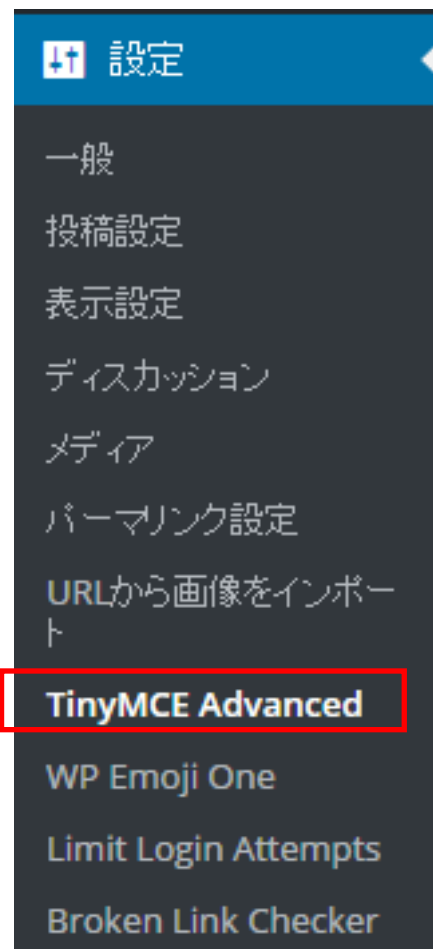 設定
一般
投稿設定
表示設定
ディスカッション
メディア
パーマリンク設定
URLから画像をインポー
ト
TinyMCE Advanced
WP Emoji One
Limit Login Attempts
Broken Link Checker